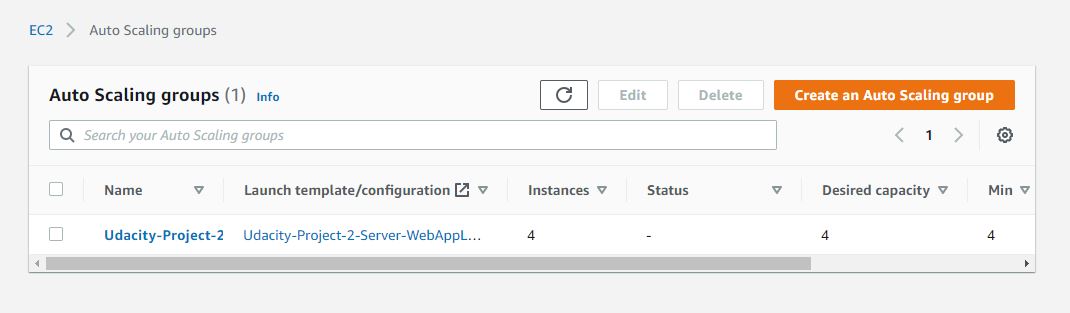 EC2 > Auto Scaling groups
Auto Scaling groups (1) Info Edit Delete Create an Auto Scaling group
Search your Auto Scaling groups 1
Name Launch template/configuration Instances Status Desired capacity Min
Udacity-Project-2 Udacity-Project-2-Server-WebAppL... 4 - 4 4